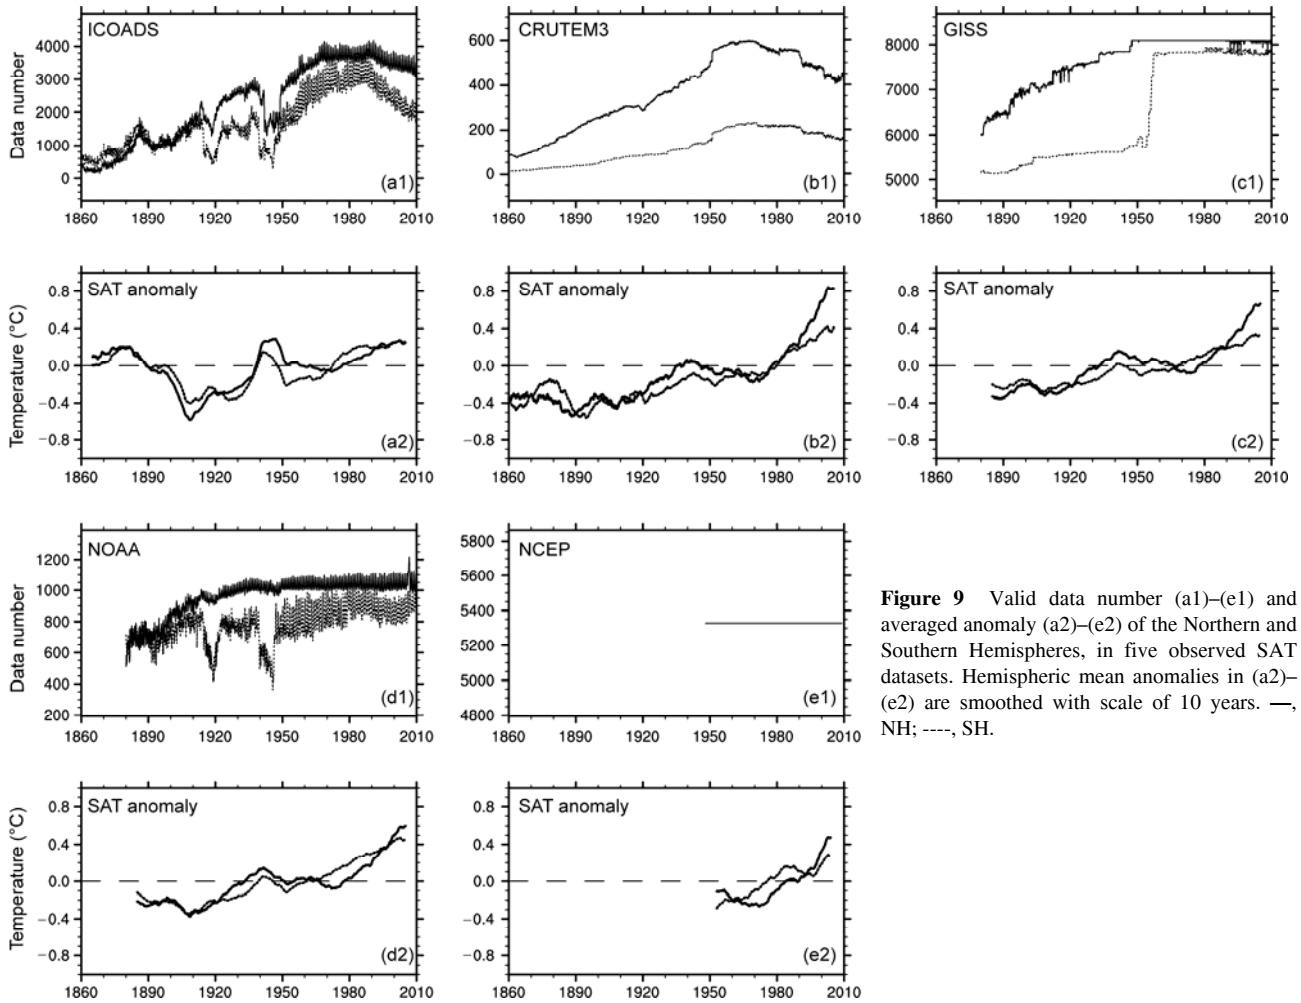 ICOADS
Data number
4000
3000
2000
1000
0
(a1)
1860 1890 1920 1950 1980 2010
CRUTEM3
600
400
200
0
(b1)
1860 1890 1920 1950 1980 2010
GISS
8000
7000
6000
5000
(c1)
1860 1890 1920 1950 1980 2010
SAT anomaly
Temperature (°C)
0.8
0.4
0.0
−0.4
−0.8
(a2)
1860 1890 1920 1950 1980 2010
SAT anomaly
0.8
0.4
0.0
−0.4
−0.8
(b2)
1860 1890 1920 1950 1980 2010
SAT anomaly
0.8
0.4
0.0
−0.4
−0.8
(c2)
1860 1890 1920 1950 1980 2010
NOAA
Data number
1200
1000
800
600
400
200
(d1)
1860 1890 1920 1950 1980 2010
NCEP
5800
5600
5400
5200
5000
4800
(e1)
1860 1890 1920 1950 1980 2010
Figure 9 Valid data number (a1)–(e1) and
averaged anomaly (a2)–(e2) of the Northern and
Southern Hemispheres, in five observed SAT
datasets. Hemispheric mean anomalies in (a2)–
(e2) are smoothed with scale of 10 years. —,
NH; ----, SH.
SAT anomaly
Temperature (°C)
0.8
0.4
0.0
−0.4
−0.8
(d2)
1860 1890 1920 1950 1980 2010
SAT anomaly
0.8
0.4
0.0
−0.4
−0.8
(e2)
1860 1890 1920 1950 1980 2010